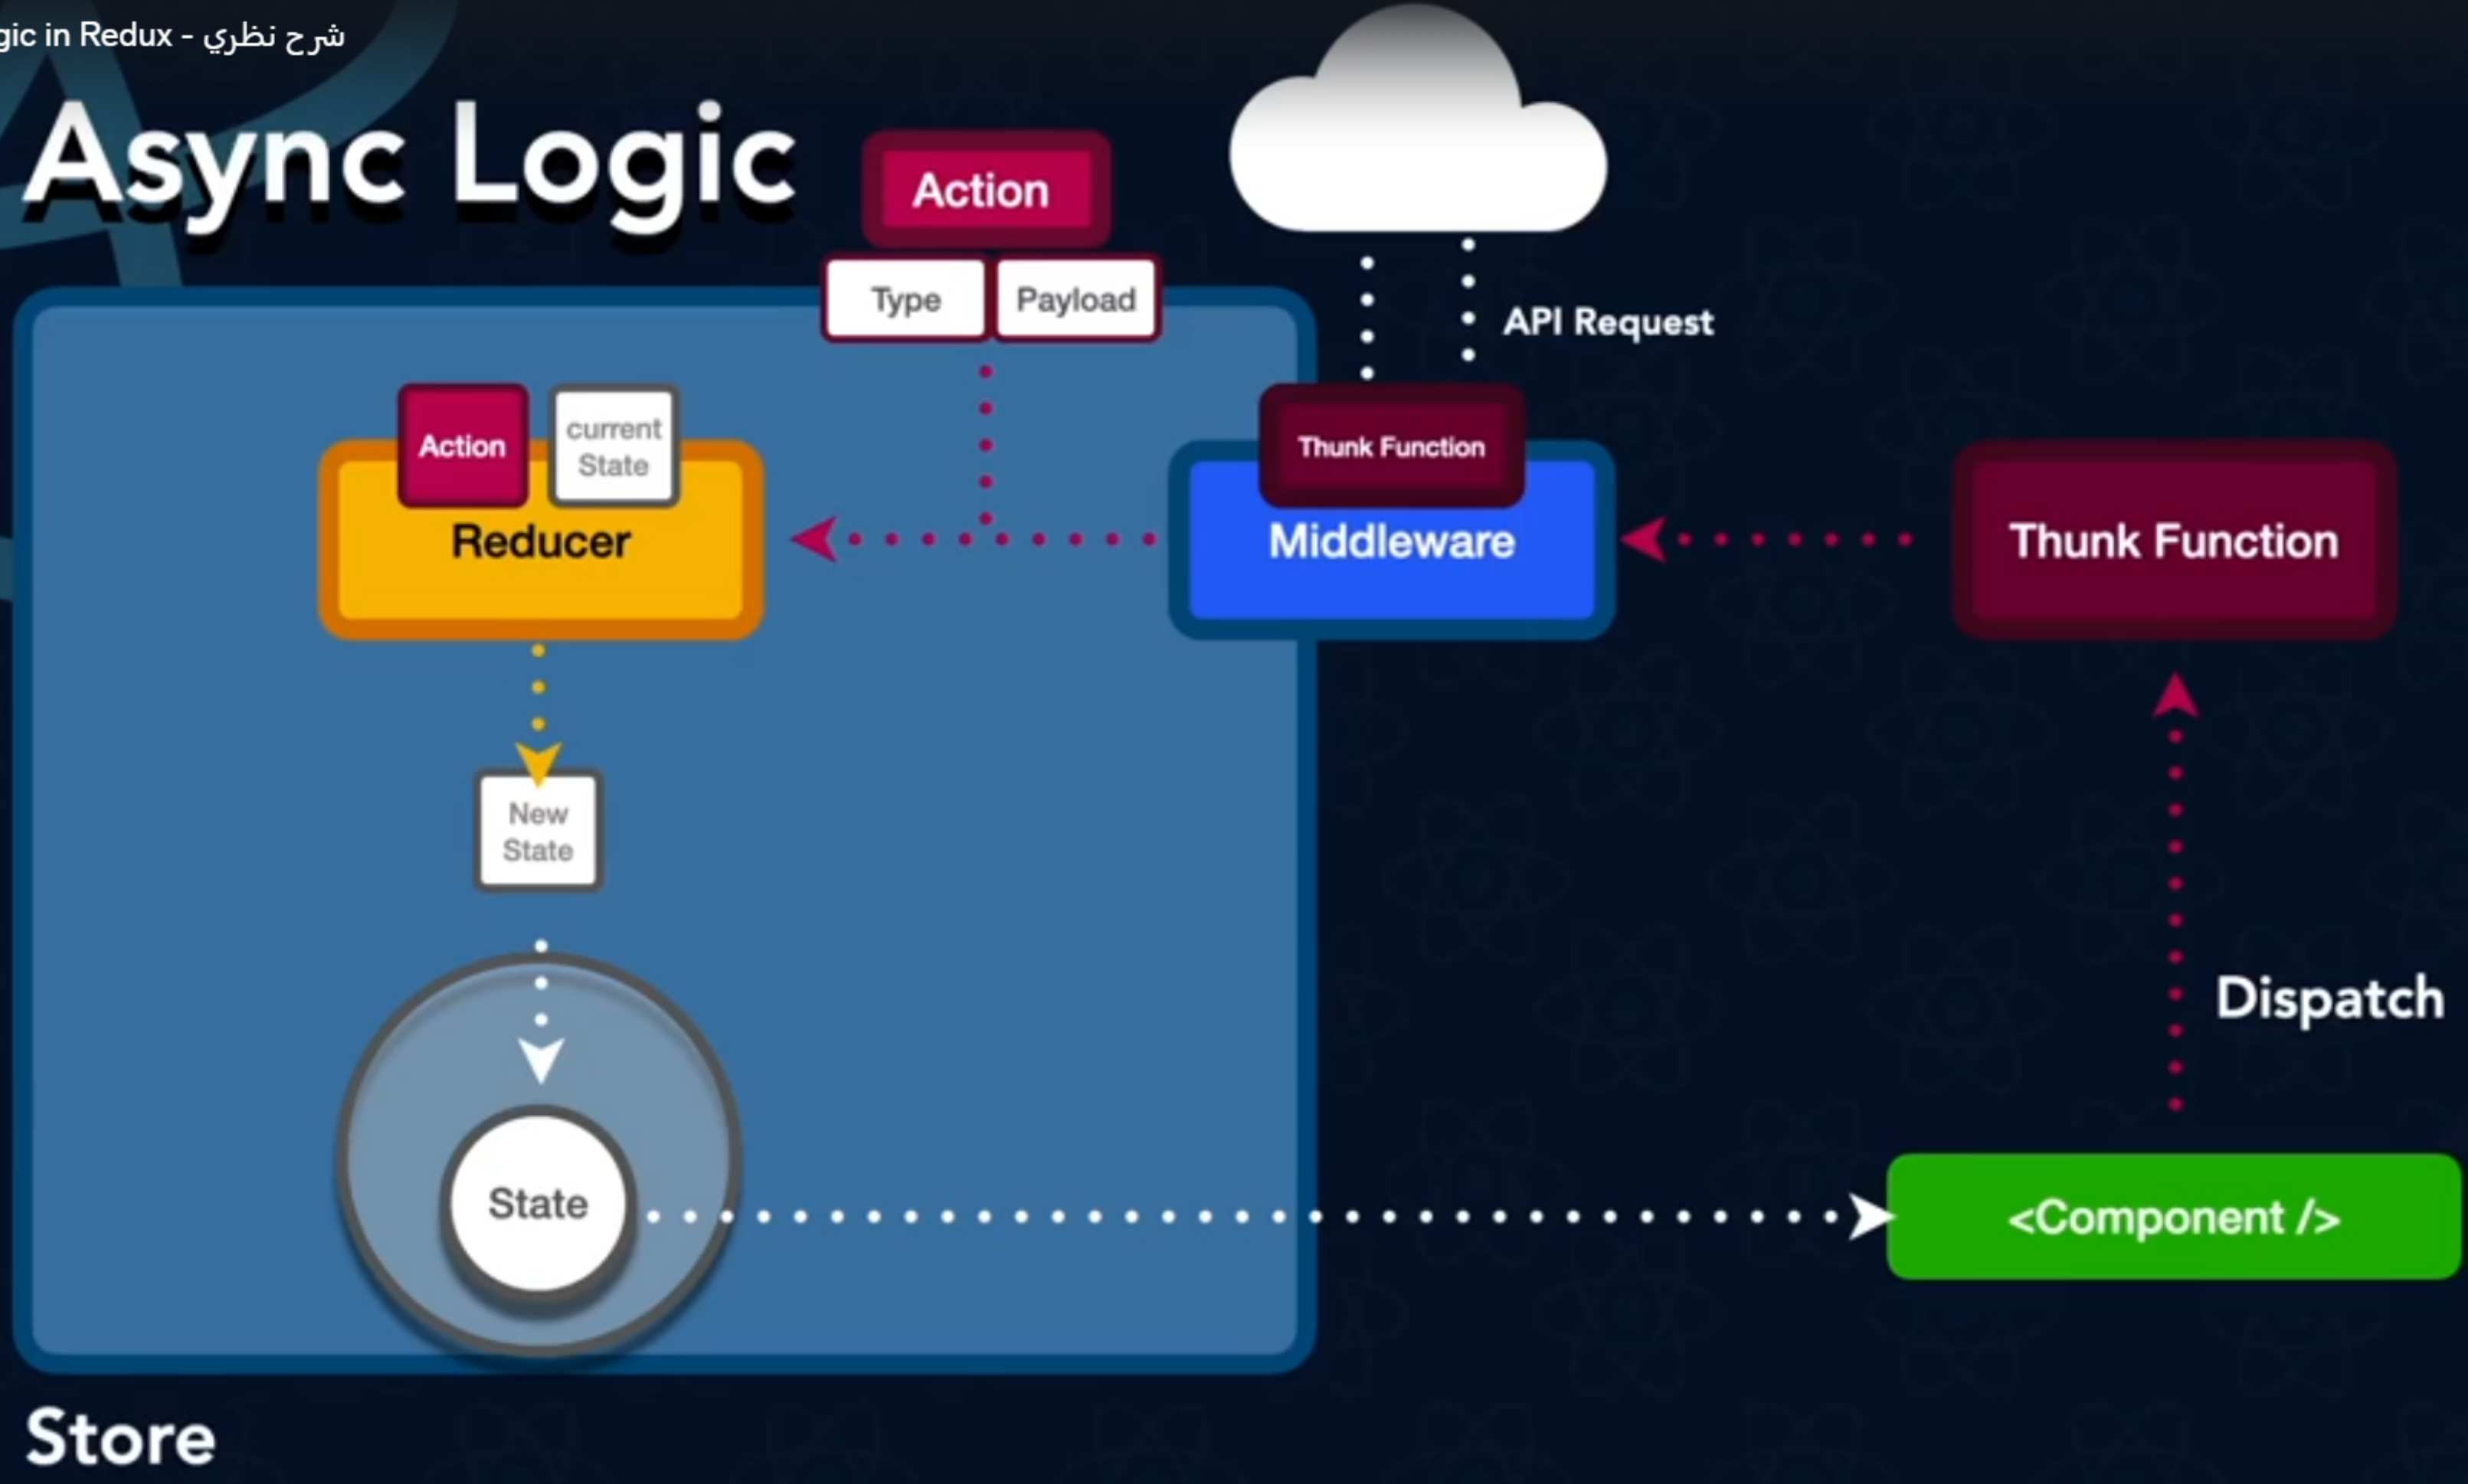 gic in Redux - شرح نظري
Async Logic
Action
Type
Payload
API Request
Action
current
State
Thunk Function
Reducer
Middleware
Thunk Function
New
State
Dispatch
State
<Component />
Store